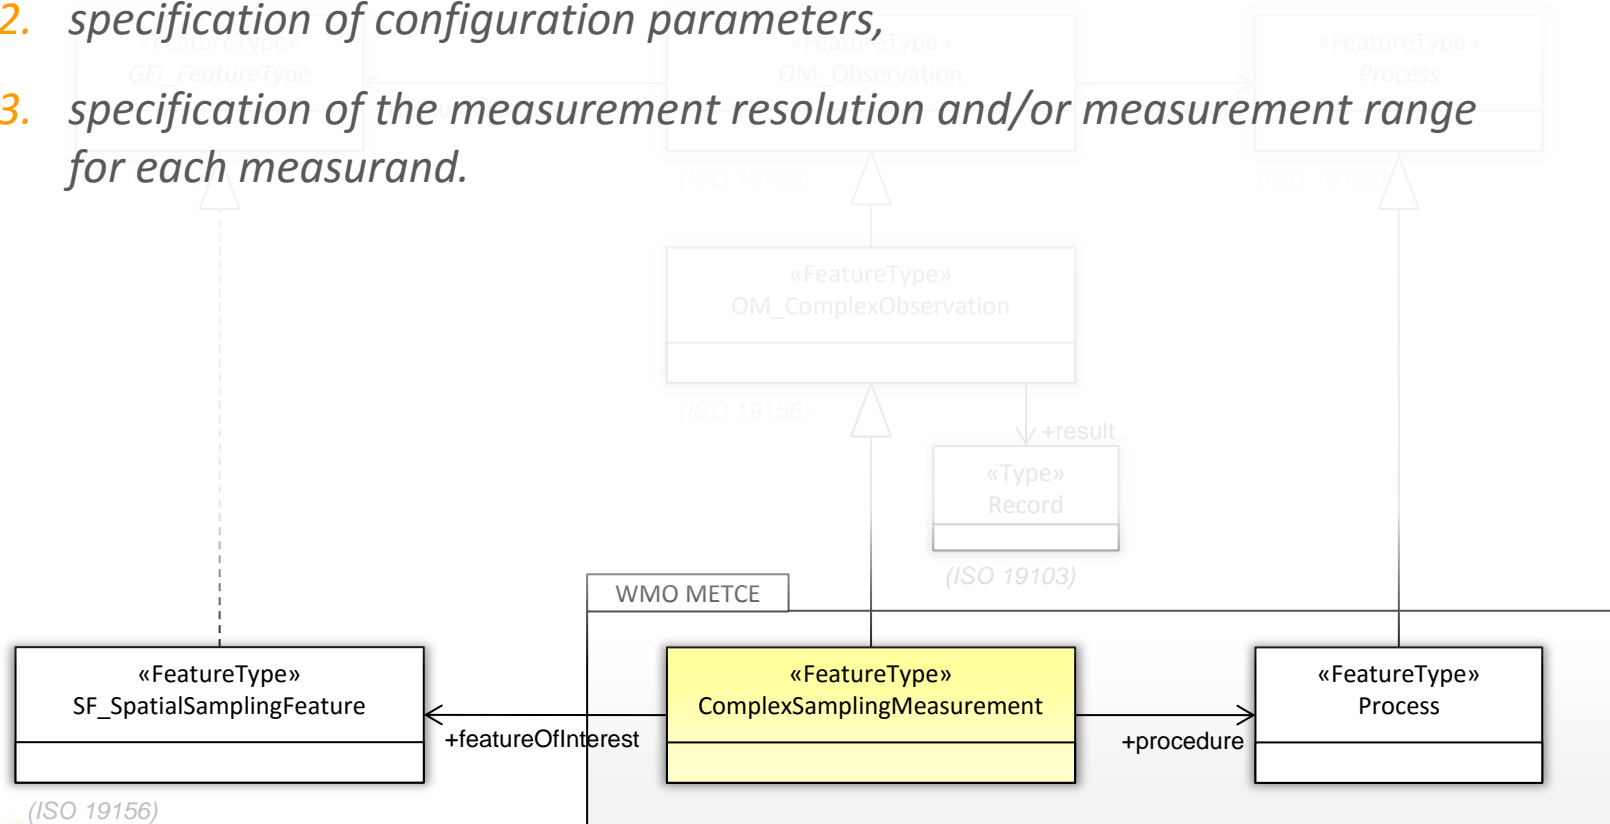 2. specification of configuration parameters,
«FeatureType»
GFI_FeatureType
«FeatureType»
OM_Observation
«FeatureType»
Process
3. specification of the measurement resolution and/or measurement range
for each measurand.
(ISO 19156)
(ISO 19156)
«FeatureType»
OM_ComplexObservation
(ISO 19156)
+result
«Type»
Record
(ISO 19103)
WMO METCE
«FeatureType»
SF_SpatialSamplingFeature
«FeatureType»
ComplexSamplingMeasurement
«FeatureType»
Process
+featureOfInterest
+procedure
(ISO 19156)